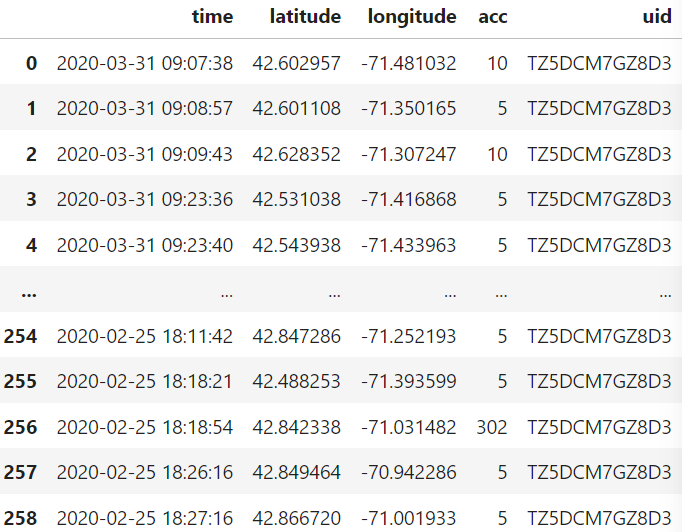 time latitude longitude acc uid
0 2020-03-31 09:07:38 42.602957 -71.481032 10 TZ5DCM7GZ8D3
1 2020-03-31 09:08:57 42.601108 -71.350165 5 TZ5DCM7GZ8D3
2 2020-03-31 09:09:43 42.628352 -71.307247 10 TZ5DCM7GZ8D3
3 2020-03-31 09:23:36 42.531038 -71.416868 5 TZ5DCM7GZ8D3
4 2020-03-31 09:23:40 42.543938 -71.433963 5 TZ5DCM7GZ8D3
... ... ... ... ... ...
254 2020-02-25 18:11:42 42.847286 -71.252193 5 TZ5DCM7GZ8D3
255 2020-02-25 18:18:21 42.488253 -71.393599 5 TZ5DCM7GZ8D3
256 2020-02-25 18:18:54 42.842338 -71.031482 302 TZ5DCM7GZ8D3
257 2020-02-25 18:26:16 42.849464 -70.942286 5 TZ5DCM7GZ8D3
258 2020-02-25 18:27:16 42.866720 -71.001933 5 TZ5DCM7GZ8D3